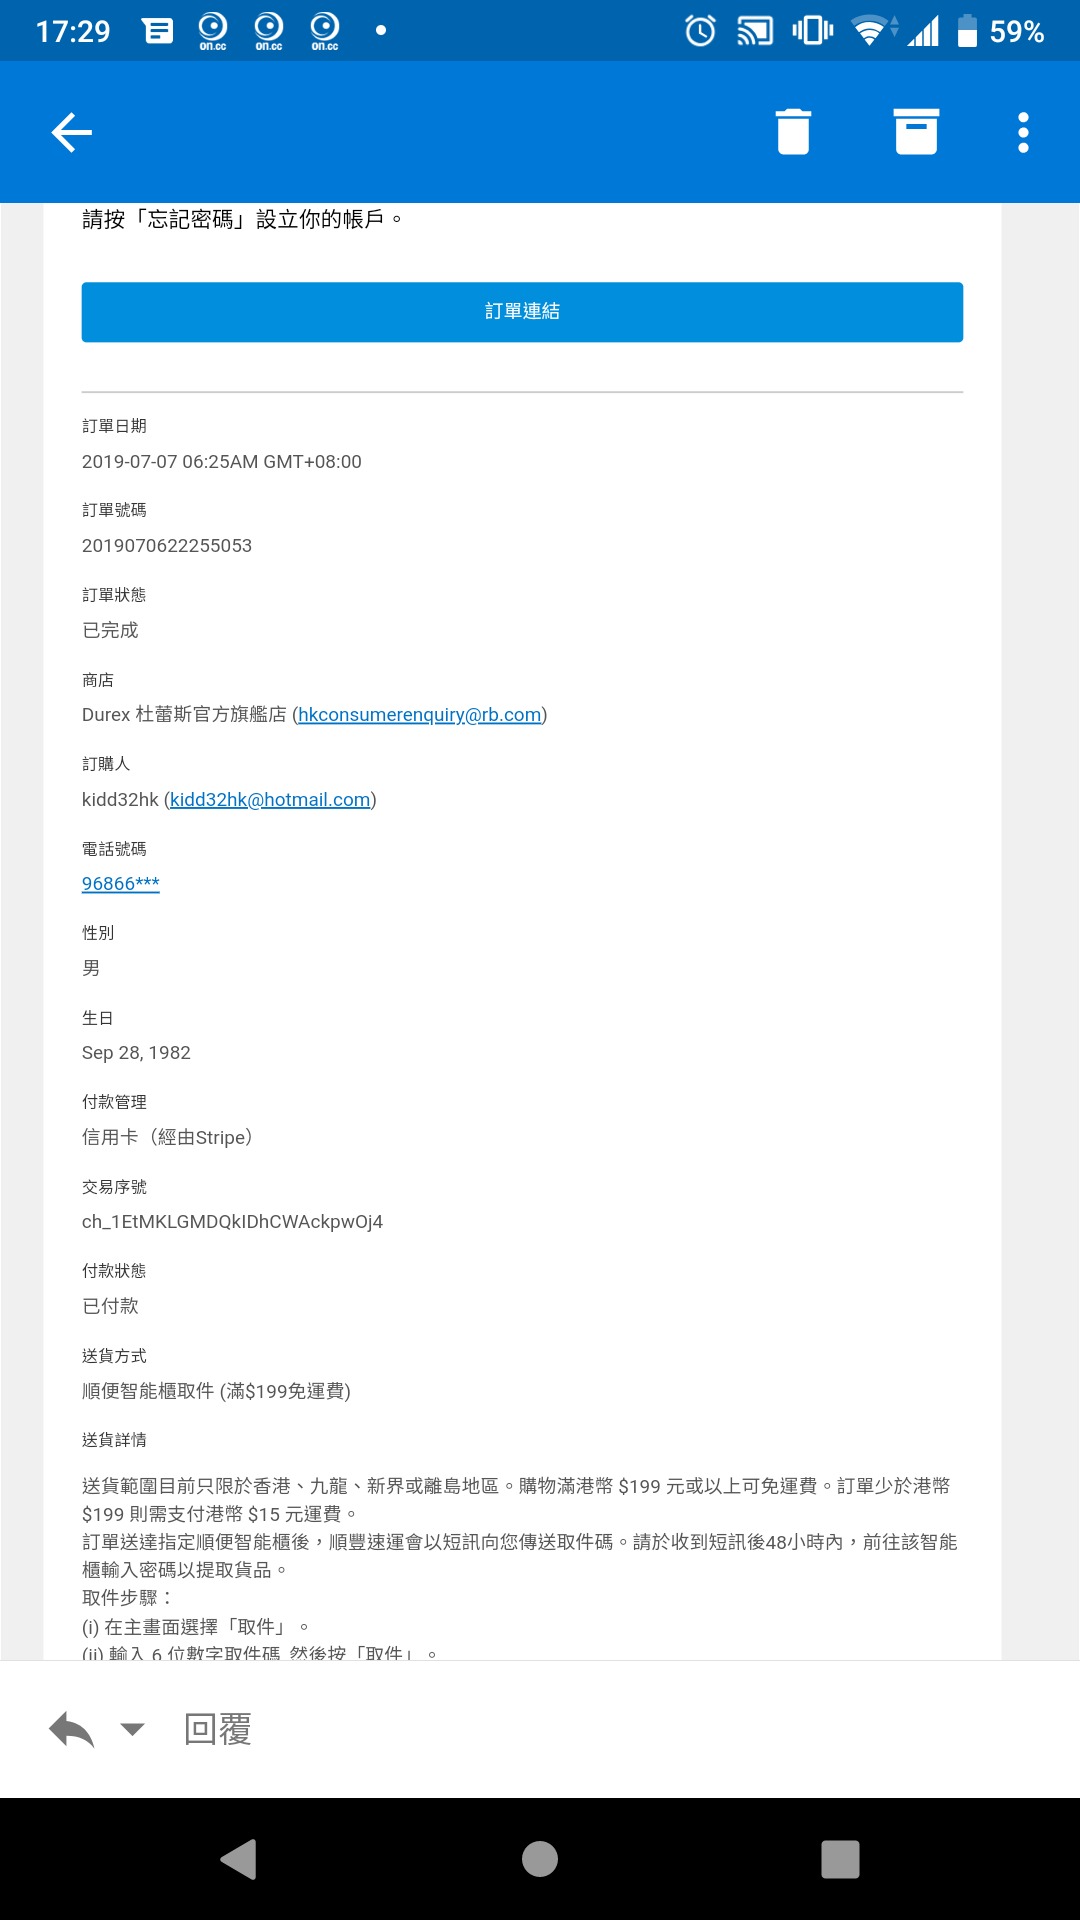 17:29
on.cc on.cc on.cc
59%
請按「忘記密碼」設立你的帳戶。
訂單連結
訂單日期
2019-07-07 06:25AM GMT+08:00
訂單號碼
2019070622255053
訂單狀態
已完成
商店
Durex 杜蕾斯官方旗艦店 (hkconsumerenquiry@rb.com)
訂購人
kidd32hk (kidd32hk@hotmail.com)
電話號碼
96866***
性別
男
生日
Sep 28, 1982
付款管理
信用卡（經由Stripe）
交易序號
ch_1EtMKLGMDQkIDhCWAckpwOj4
付款狀態
已付款
送貨方式
順便智能櫃取件 (滿$199免運費)
送貨詳情
送貨範圍目前只限於香港、九龍、新界或離島地區。購物滿港幣 $199 元或以上可免運費。訂單少於港幣
$199 則需支付港幣 $15 元運費。
訂單送達指定順便智能櫃後，順豐速運會以短訊向您傳送取件碼。請於收到短訊後48小時內，前往該智能
櫃輸入密碼以提取貨品。
取件步驟：
(i) 在主畫面選擇「取件」。
(ii) 輸入 6 位數字取件碼, 然後按「取件」。
回覆